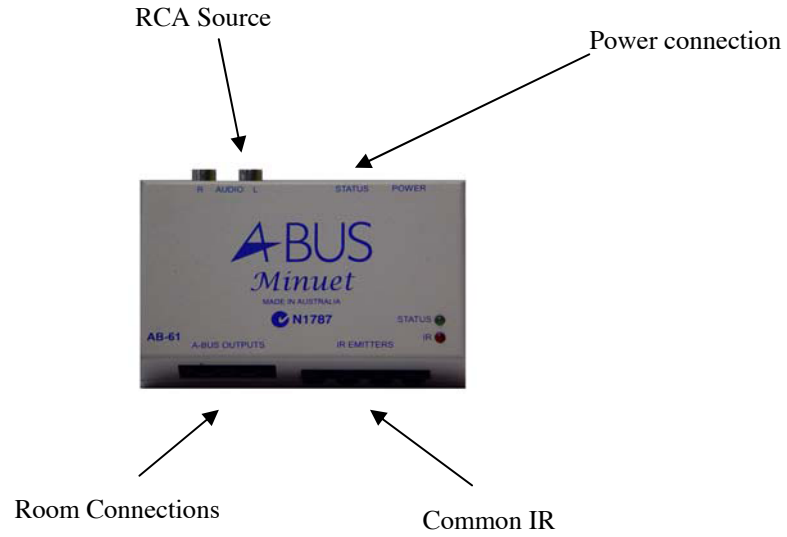 RCA Source
Power connection
R AUDIO L
STATUS POWER
A-BUS
Minuet
MADE IN AUSTRALIA
N1787
STATUS
AB-61
IR
A-BUS OUTPUTS
IR EMITTERS
Room Connections
Common IR